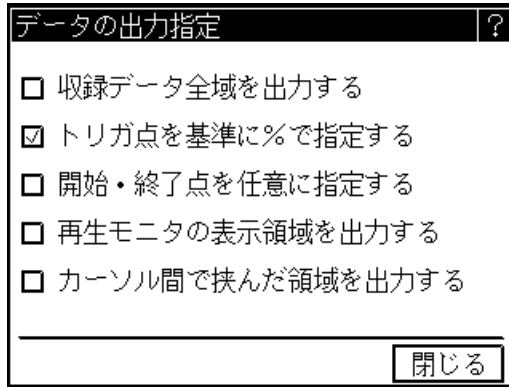 データの出力指定 ?
収録データ全域を出力する
トリガ点を基準に%で指定する
開始・終了点を任意に指定する
再生モニタの表示領域を出力する
カーソル間で挟んだ領域を出力する
閉じる